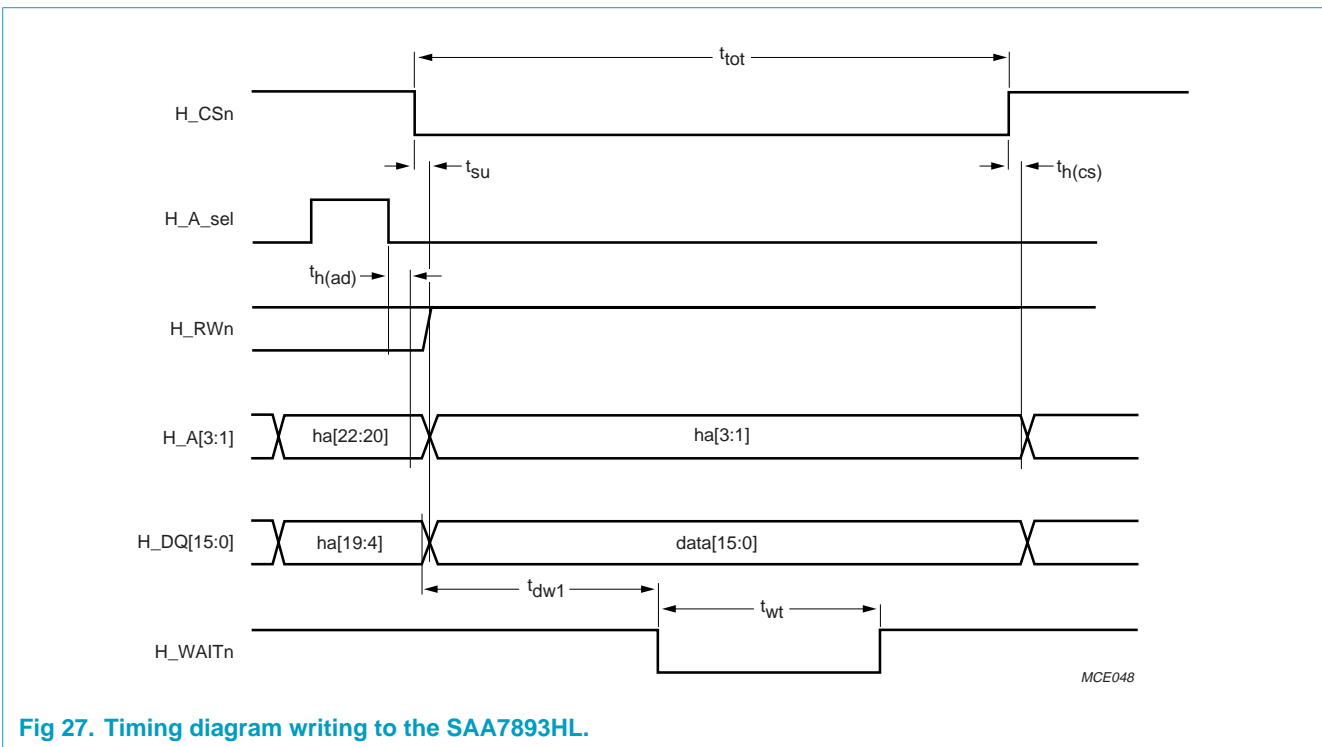 t_tot
H_CSn
t_su
t_h(cs)
H_A_sel
t_h(ad)
H_RWn
H_A[3:1]
ha[22:20]
ha[3:1]
H_DQ[15:0]
ha[19:4]
data[15:0]
t_dw1
t_wt
H_WAITn
MCE048
Fig 27. Timing diagram writing to the SAA7893HL.